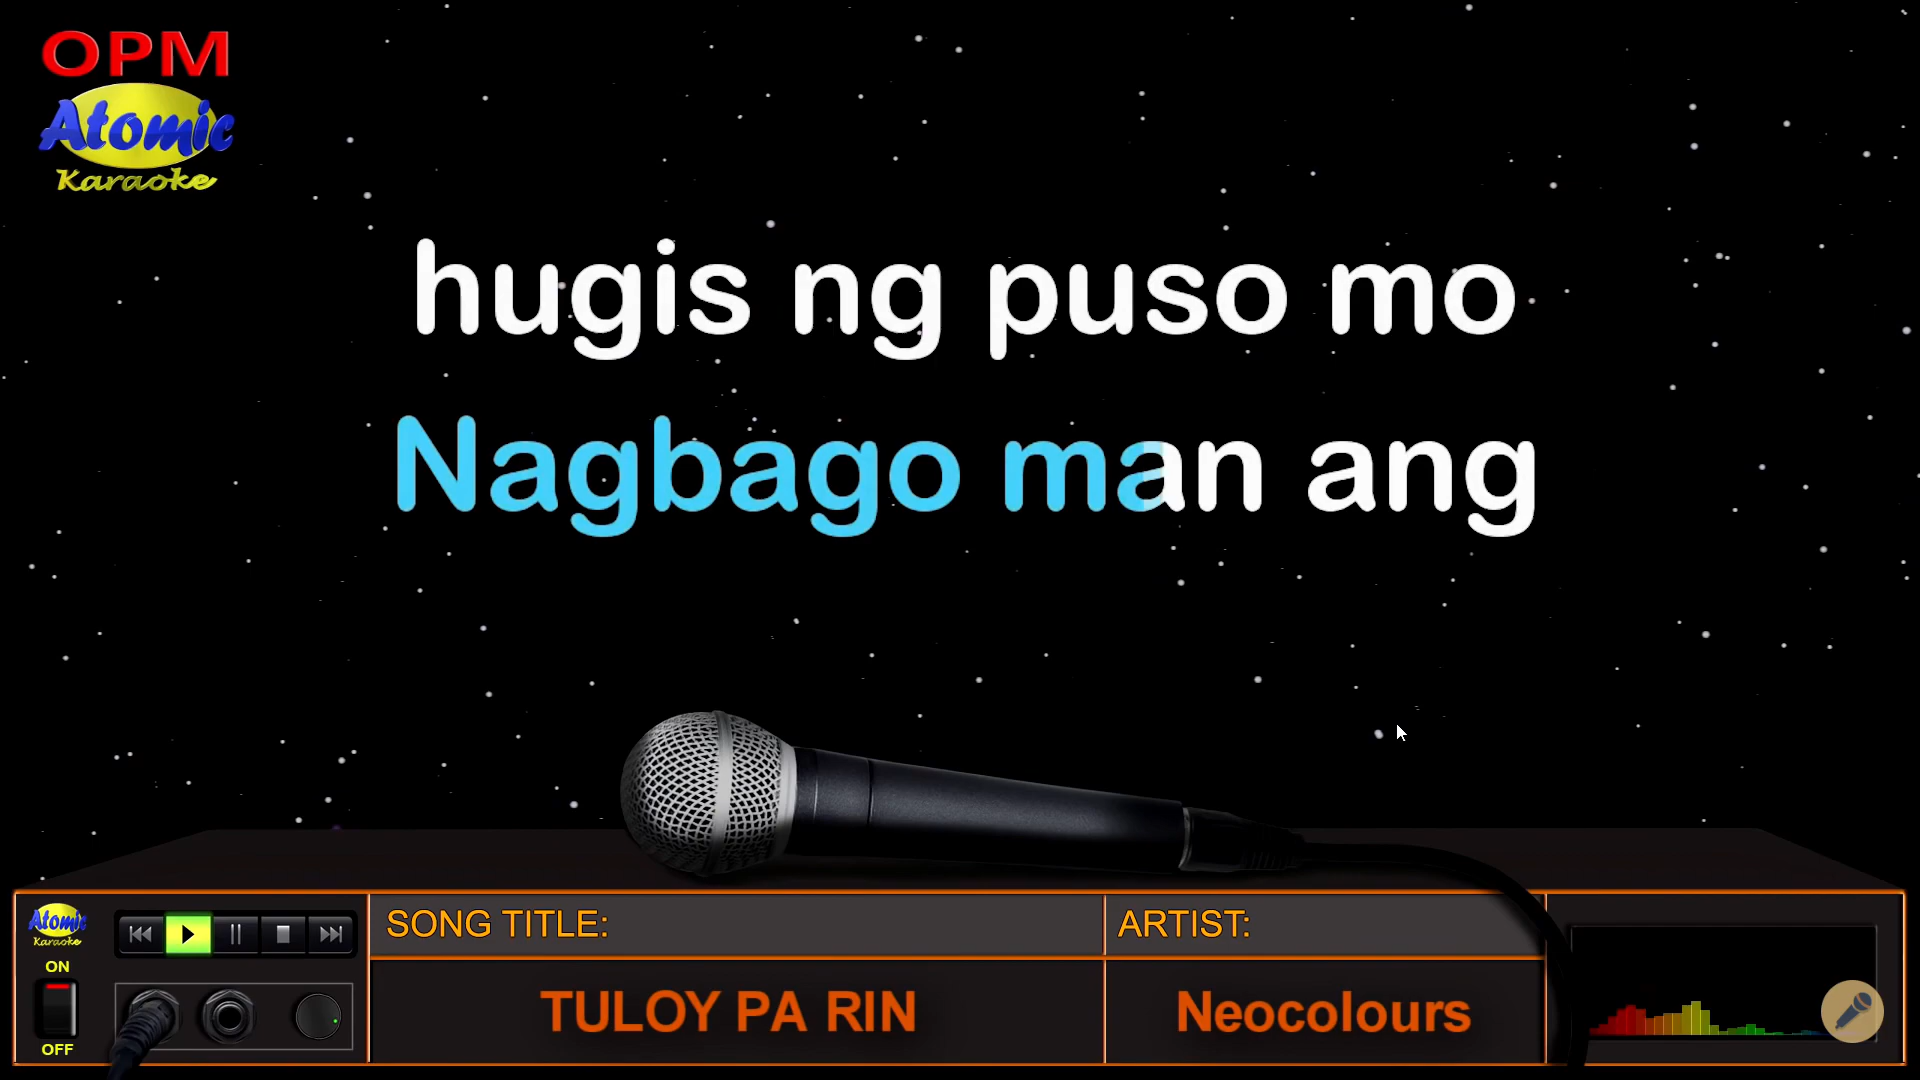 OPM
Atomic
Karaoke
hugis ng puso mo
Nagbago man ang
Atomic
Karaoke
ON
OFF
SONG TITLE:
ARTIST:
TULOY PA RIN
Neocolours